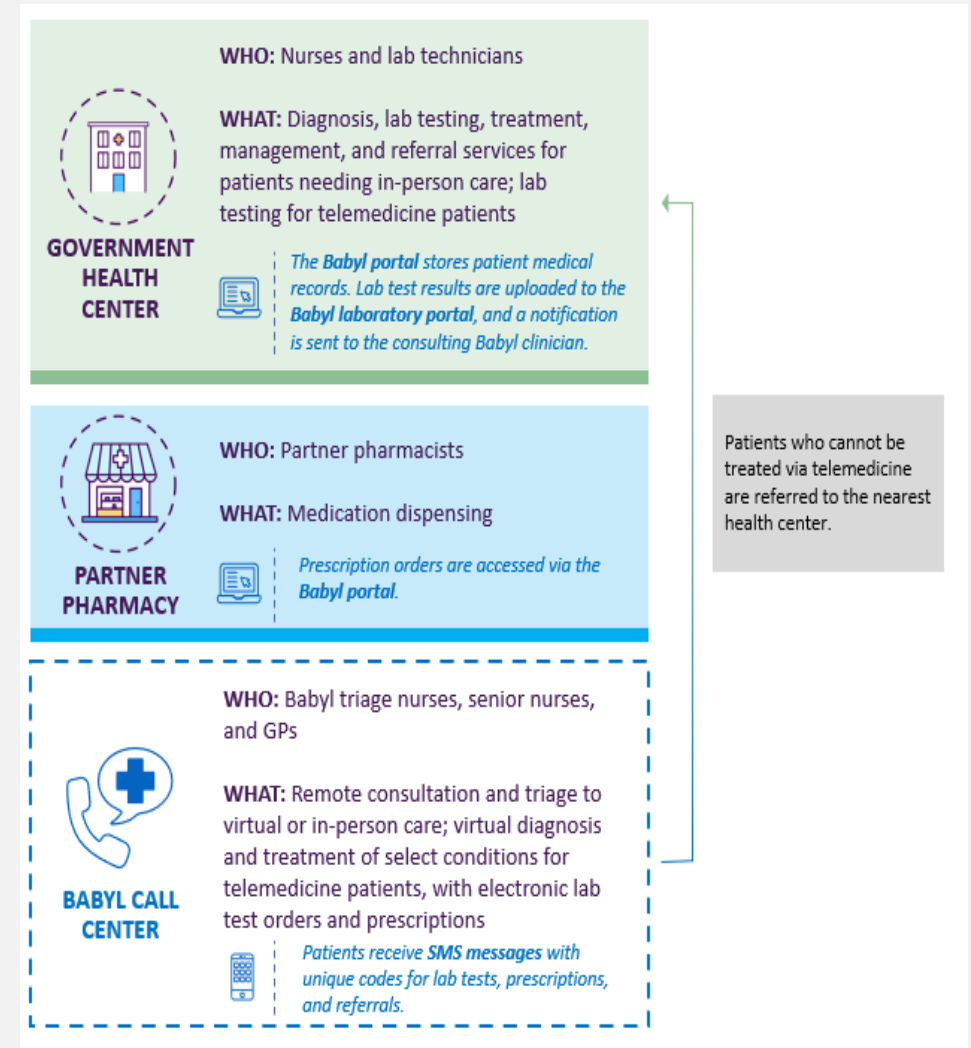 WHO: Nurses and lab technicians
WHAT: Diagnosis, lab testing, treatment,
management, and referral services for
patients needing in-person care; lab
testing for telemedicine patients
GOVERNMENT
HEALTH
CENTER
The Babyl portal stores patient medical
records. Lab test results are uploaded to the
Babyl laboratory portal, and a notification
is sent to the consulting Babyl clinician.
WHO: Partner pharmacists
WHAT: Medication dispensing
PARTNER
PHARMACY
Prescription orders are accessed via the
Babyl portal.
Patients who cannot be
treated via telemedicine
are referred to the nearest
health center.
WHO: Babyl triage nurses, senior nurses,
and GPs
WHAT: Remote consultation and triage to
virtual or in-person care; virtual diagnosis
and treatment of select conditions for
telemedicine patients, with electronic lab
test orders and prescriptions
BABYL CALL
CENTER
Patients receive SMS messages with
unique codes for lab tests, prescriptions,
and referrals.